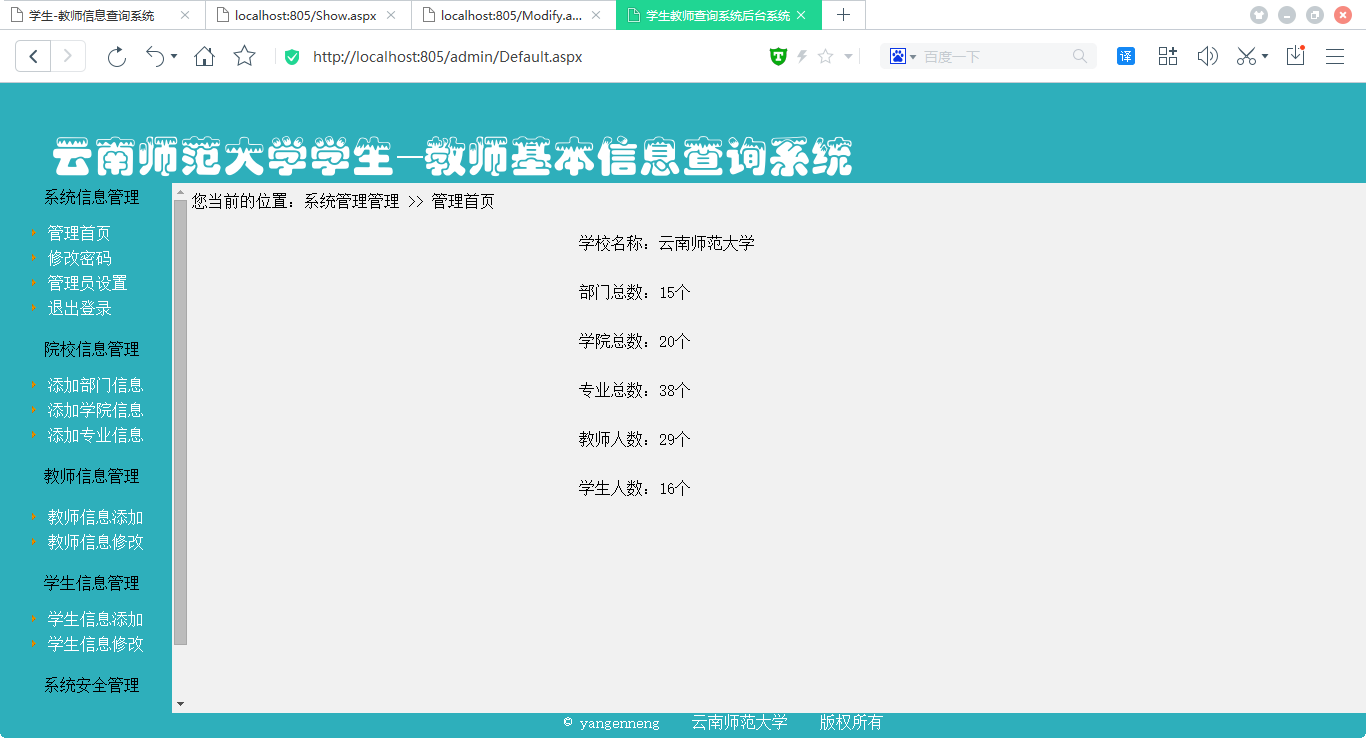 学生-教师信息查询系统
localhost:805/Show.aspx
localhost:805/Modify.a...
学生教师查询系统后台系统
http://localhost:805/admin/Default.aspx
百度一下
译
云南师范大学学生—教师基本信息查询系统
系统信息管理
管理首页
修改密码
管理员设置
退出登录
院校信息管理
添加部门信息
添加学院信息
添加专业信息
教师信息管理
教师信息添加
教师信息修改
学生信息管理
学生信息添加
学生信息修改
系统安全管理
您当前的位置：系统管理管理 >> 管理首页
学校名称：云南师范大学
部门总数：15个
学院总数：20个
专业总数：38个
教师人数：29个
学生人数：16个
© yangenneng 云南师范大学 版权所有